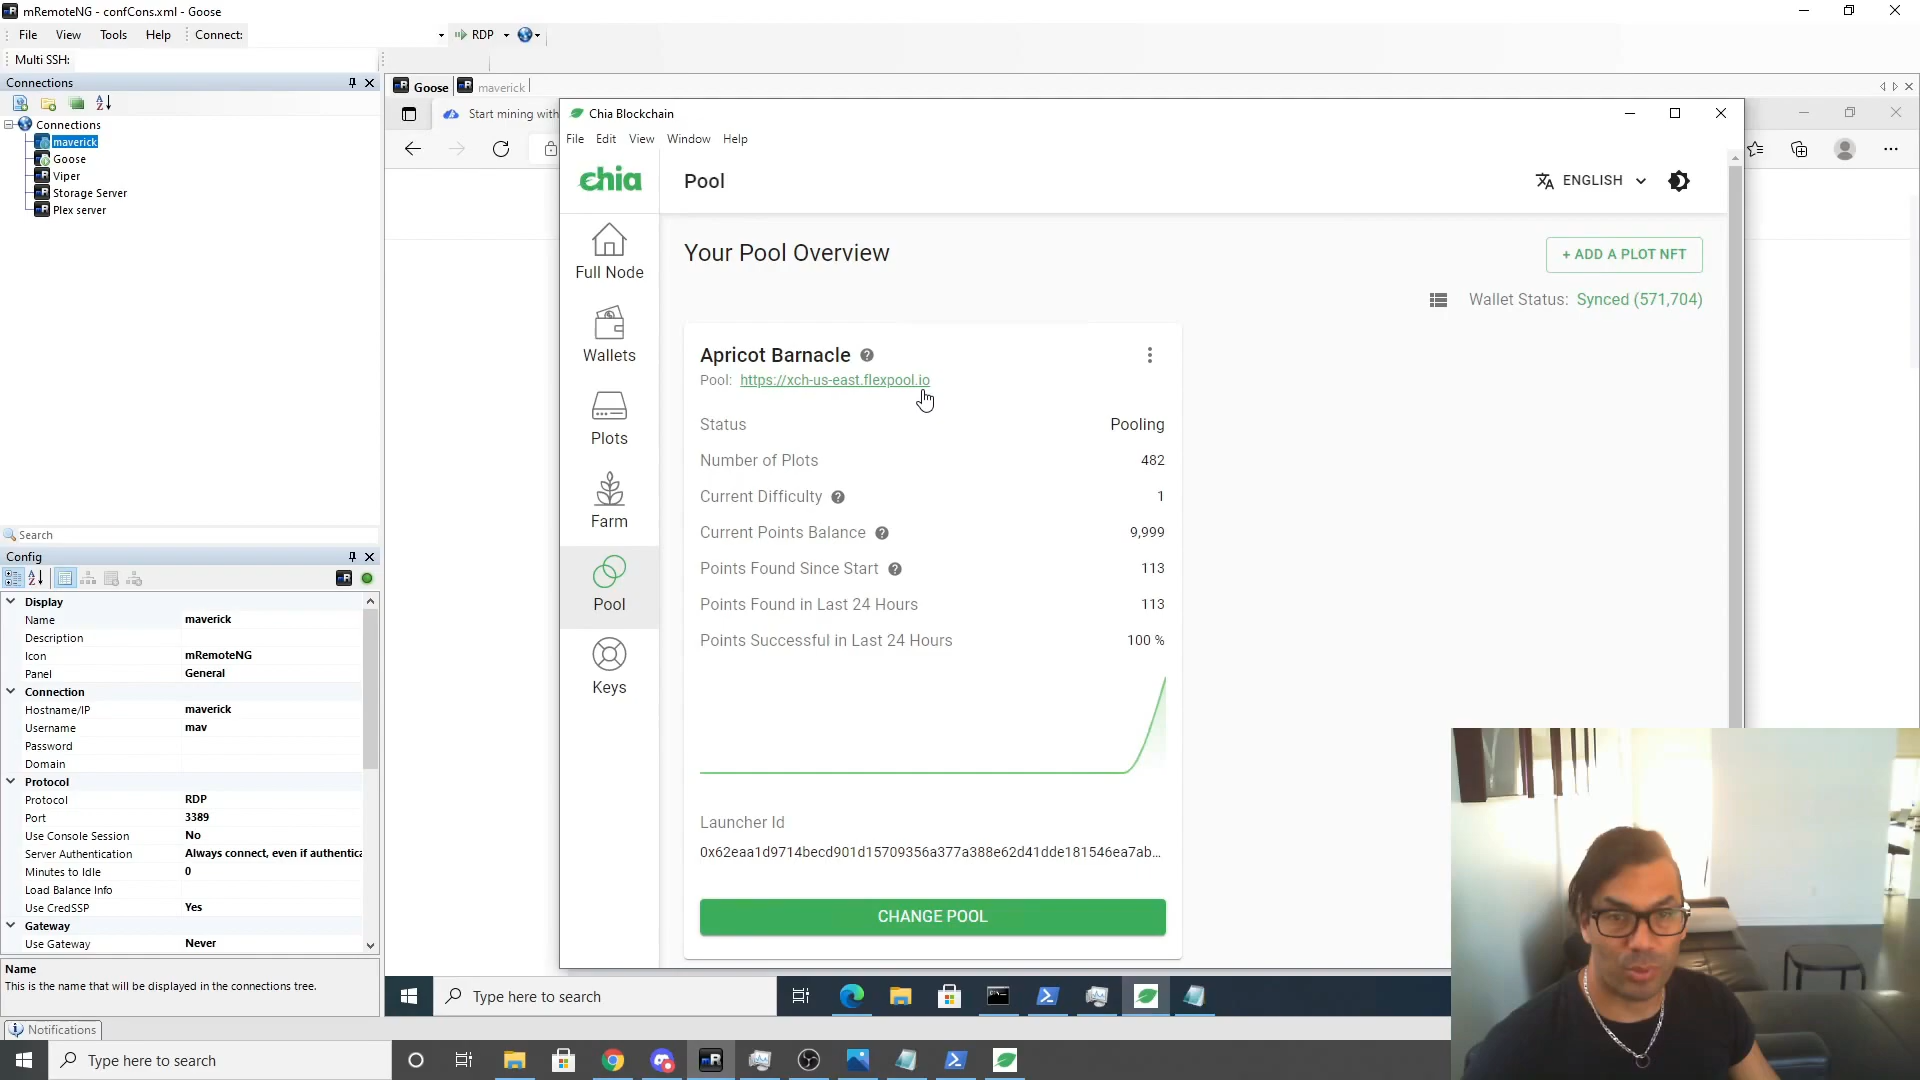 mRemoteNG - confCons.xml - Goose
File View Tools Help Connect: RDP
Multi SSH:
Connections
Connections
maverick
Goose
Viper
Storage Server
Plex server
Search
Config
Display
Name maverick
Description
Icon mRemoteNG
Panel General
Connection
Hostname/IP maverick
Username mav
Password
Domain
Protocol
Protocol RDP
Port 3389
Use Console Session No
Server Authentication Always connect, even if authentica
Minutes to Idle 0
Load Balance Info
Use CredSSP Yes
Gateway
Use Gateway Never
Name
This is the name that will be displayed in the connections tree.
Notifications
Goose maverick
Start mining with
Chia Blockchain
File Edit View Window Help
chia
Pool
ENGLISH
Full Node
Wallets
Plots
Farm
Pool
Keys
Your Pool Overview
+ ADD A PLOT NFT
Wallet Status: Synced (571,704)
Apricot Barnacle
Pool: https://xch-us-east.flexpool.io
Status Pooling
Number of Plots 482
Current Difficulty 1
Current Points Balance 9,999
Points Found Since Start 113
Points Found in Last 24 Hours 113
Points Successful in Last 24 Hours 100 %
Launcher Id
0x62eaa1d9714becd901d15709356a377a388e62d41dde181546ea7ab...
CHANGE POOL
Type here to search
Type here to search